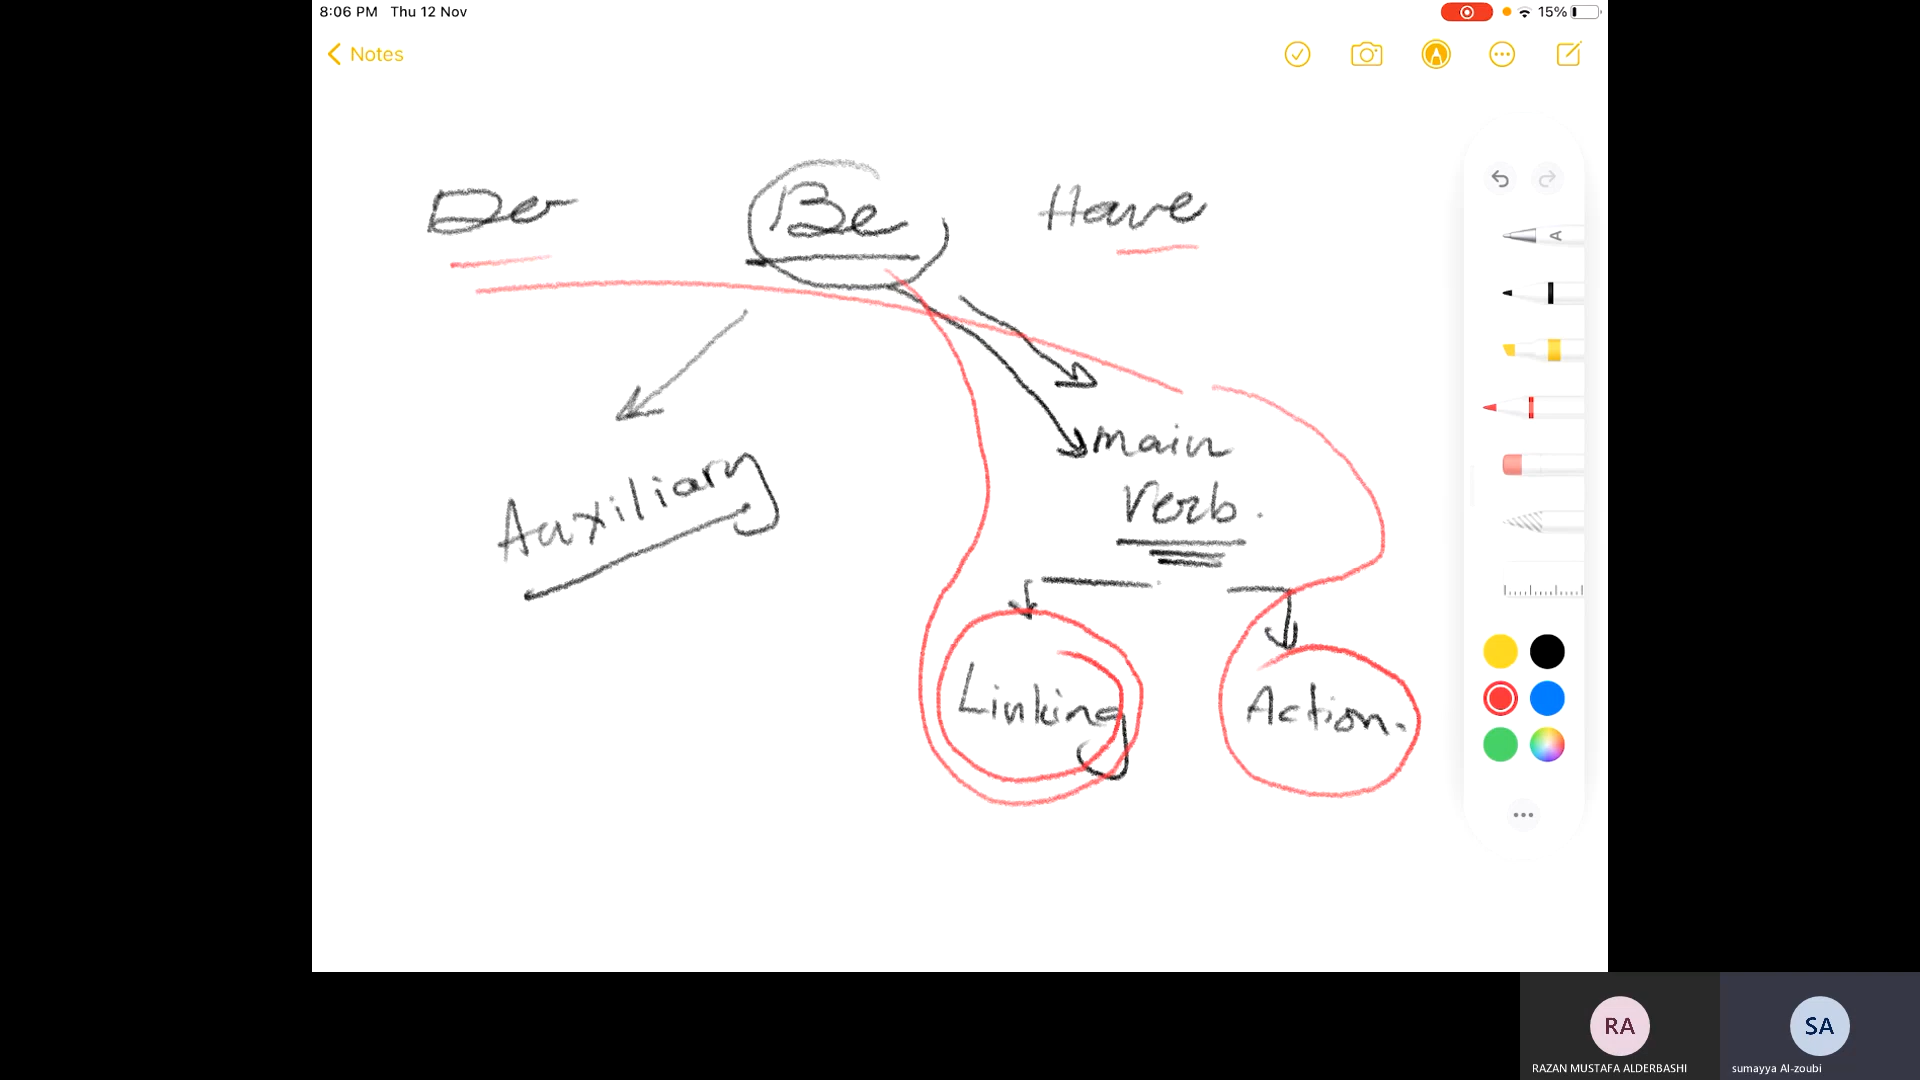 8:06 PM Thu 12 Nov
15%
Notes
Do Be Have
A
main
verb.
Auxiliary
Linking Action.
RA SA
RAZAN MUSTAFA ALDERBASHI sumayya Al-zoubi